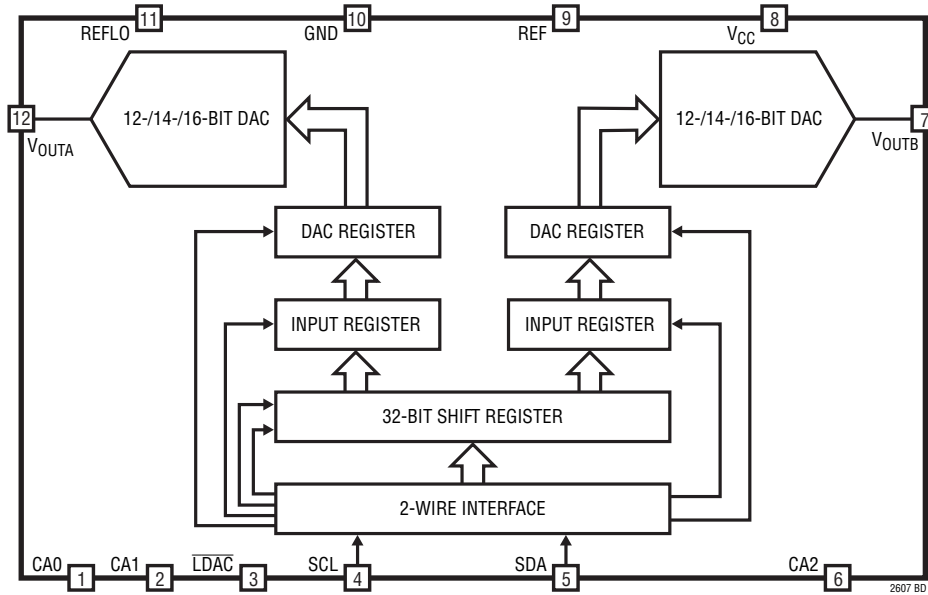 11
10
9
8
REFLO
GND
REF
VCC
12-/14-/16-BIT DAC
12-/14-/16-BIT DAC
12
7
VOUTA
VOUTB
DAC REGISTER
DAC REGISTER
INPUT REGISTER
INPUT REGISTER
32-BIT SHIFT REGISTER
2-WIRE INTERFACE
CA0
CA1
LDAC
SCL
SDA
CA2
1
2
3
4
5
6
2607 BD